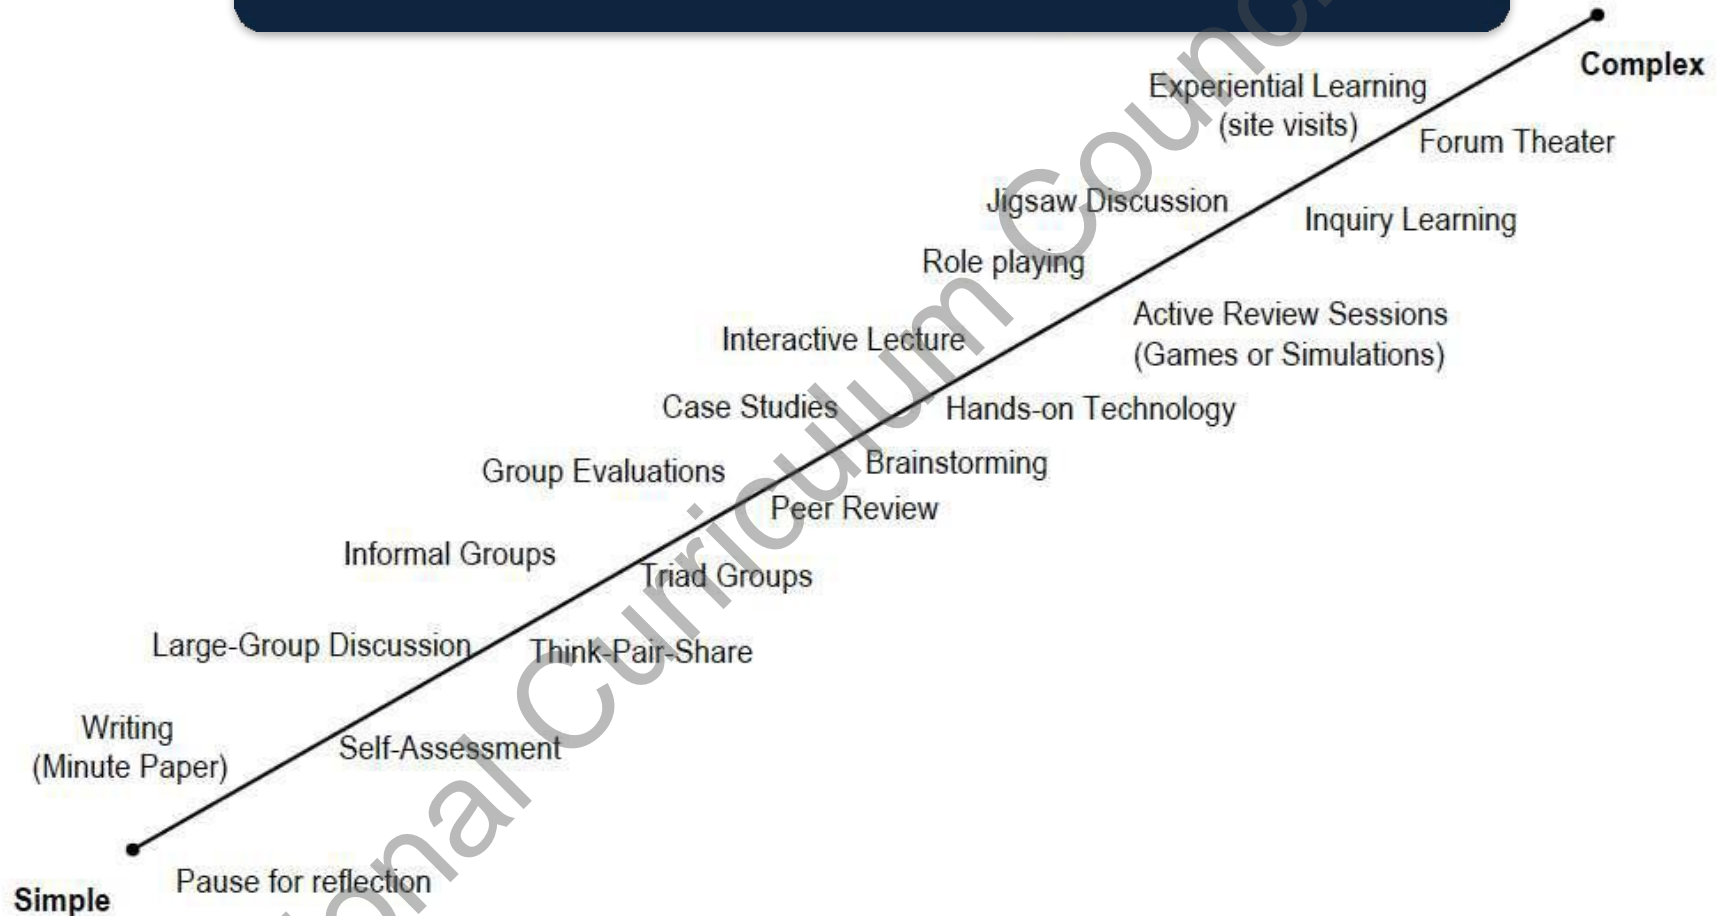 Complex
Experiential Learning
(site visits)
Forum Theater
Jigsaw Discussion
Inquiry Learning
Role playing
Active Review Sessions
(Games or Simulations)
Interactive Lecture
Case Studies
Hands-on Technology
Group Evaluations
Brainstorming
Peer Review
Informal Groups
Triad Groups
Large-Group Discussion
Think-Pair-Share
Writing
(Minute Paper)
Self-Assessment
Pause for reflection
Simple
Curriculum